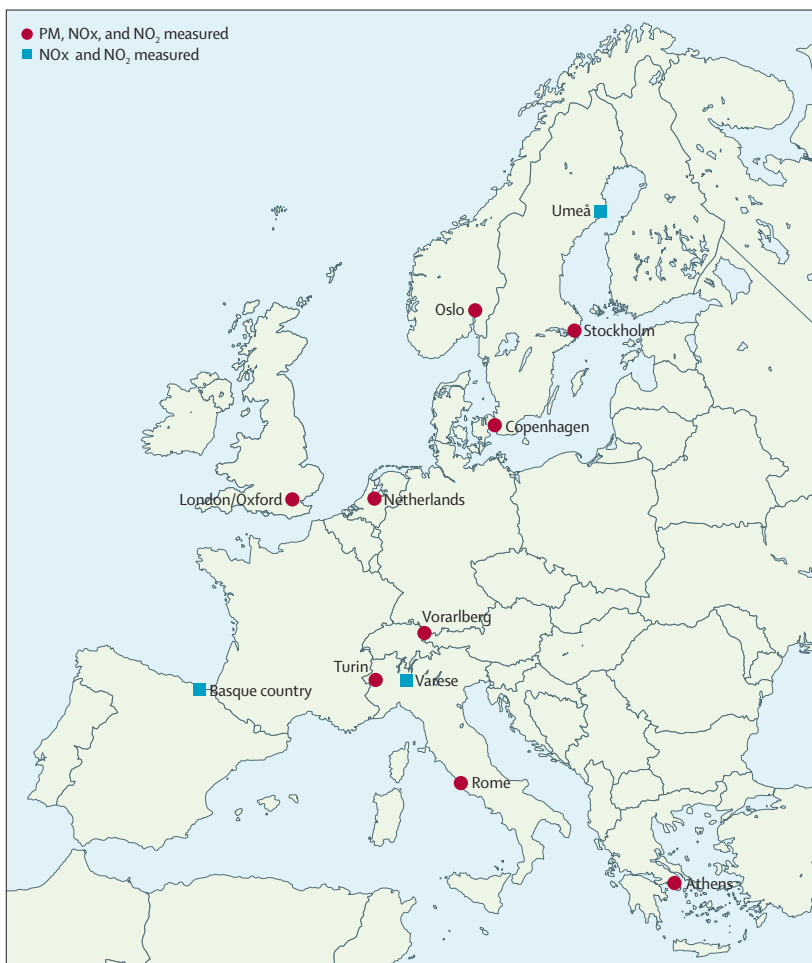 PM, NOx, and NO₂ measured
NOx and NO₂ measured
Umeå
Oslo
Stockholm
Copenhagen
London/Oxford
Netherlands
Vorarlberg
Turin
Varese
Basque country
Rome
Athens